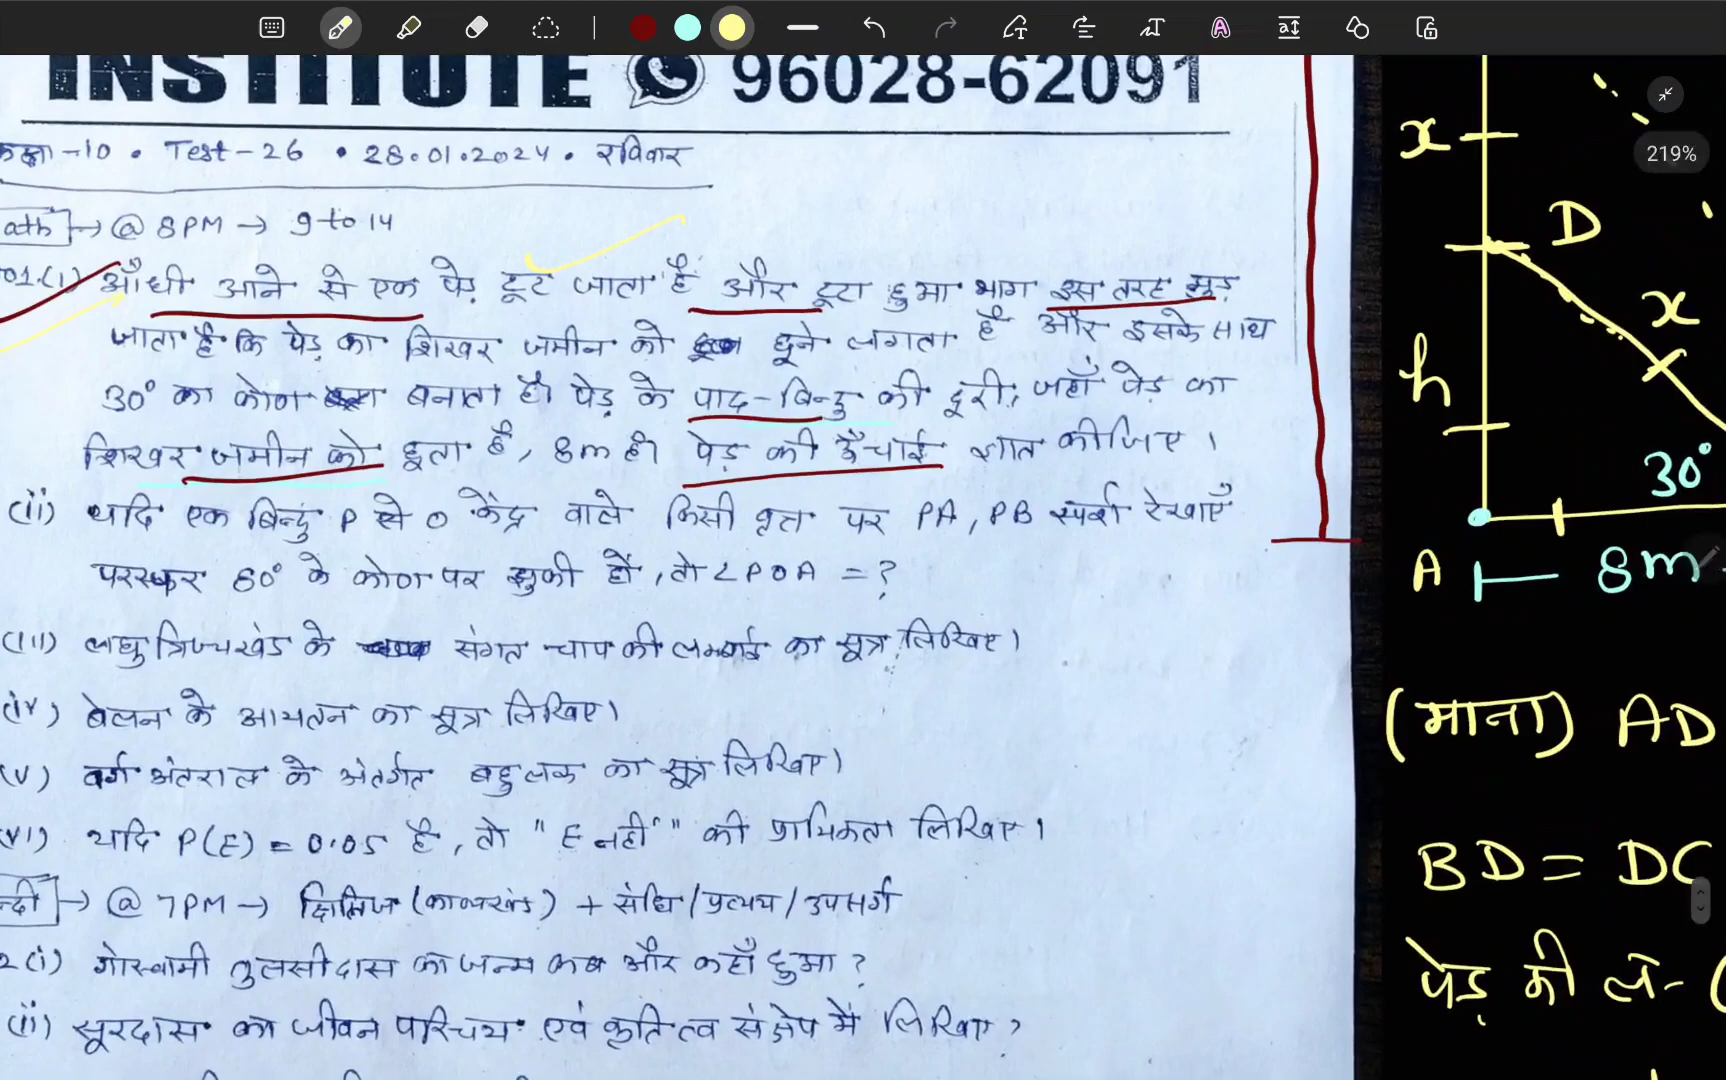 INSTITUTE 96028-62091
कक्षा -10 • Test-26 • 28.01.2024 • रविवार
ath → @ 8PM → 9 to 14
01.(i) आँधी आने से एक पेड़ टूट जाता है और टूटा हुआ भाग इस तरह मुड़
जाता है कि पेड़ का शिखर जमीन को छूने लगता है और इसके साथ
30° का कोण बनाता है। पेड़ के पाद-बिन्दु की दूरी, जहाँ पेड़ का
शिखर जमीन को छूता है, 8m है। पेड़ की ऊँचाई ज्ञात कीजिए।
(ii) यदि एक बिन्दु P से O केंद्र वाले किसी वृत्त पर PA, PB स्पर्श रेखाएँ
परस्पर 80° के कोण पर झुकी हों, तो ∠POA = ?
(iii) लघु त्रिज्यखंड के संगत चाप की लम्बाई का सूत्र लिखिए।
(iv) बेलन के आयतन का सूत्र लिखिए।
(v) वर्ग अंतराल के अंतर्गत बहुलक का सूत्र लिखिए।
(vi) यदि P(E) = 0.05 है, तो "E नहीं" की प्रायिकता लिखिए।
न्दी → @ 7PM → क्षितिज (काव्यखंड) + संधि/प्रत्यय/उपसर्ग
2(i) गोस्वामी तुलसीदास का जन्म कब और कहाँ हुआ?
(ii) सूरदास का जीवन परिचय एवं कृतित्व संक्षेप में लिखिए?
219%
x
D
x
h
30°
A 8m
(माना) AD
BD = DC
पेड़ की लं- (